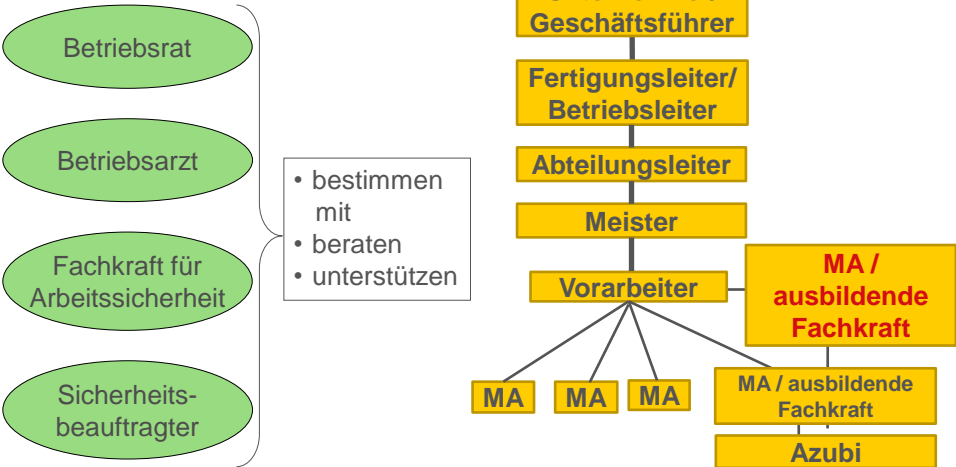 Betriebsrat
Betriebsarzt
Fachkraft für
Arbeitssicherheit
Sicherheits-
beauftragter
• bestimmen
mit
• beraten
• unterstützen
Geschäftsführer
Fertigungsleiter/
Betriebsleiter
Abteilungsleiter
Meister
Vorarbeiter
MA /
ausbildende
Fachkraft
MA
MA
MA
MA / ausbildende
Fachkraft
Azubi